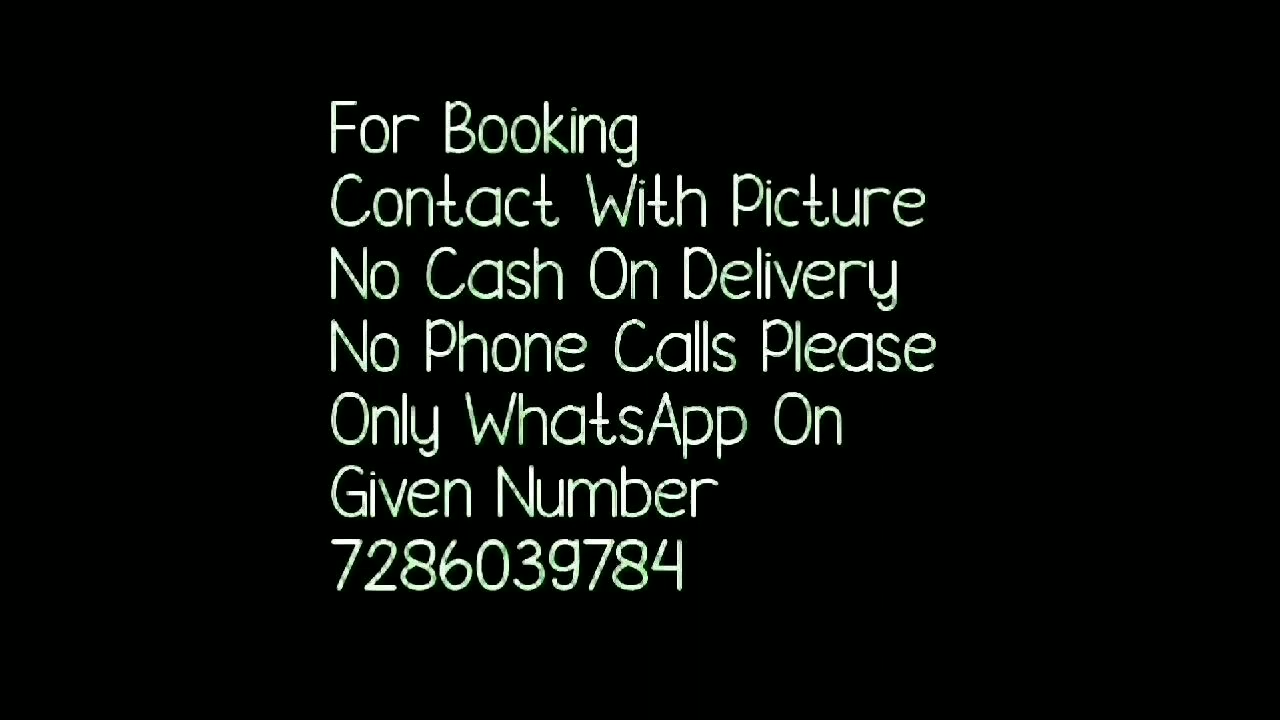 For Booking
Contact With Picture
No Cash On Delivery
No Phone Calls Please
Only WhatsApp On
Given Number
7286039784